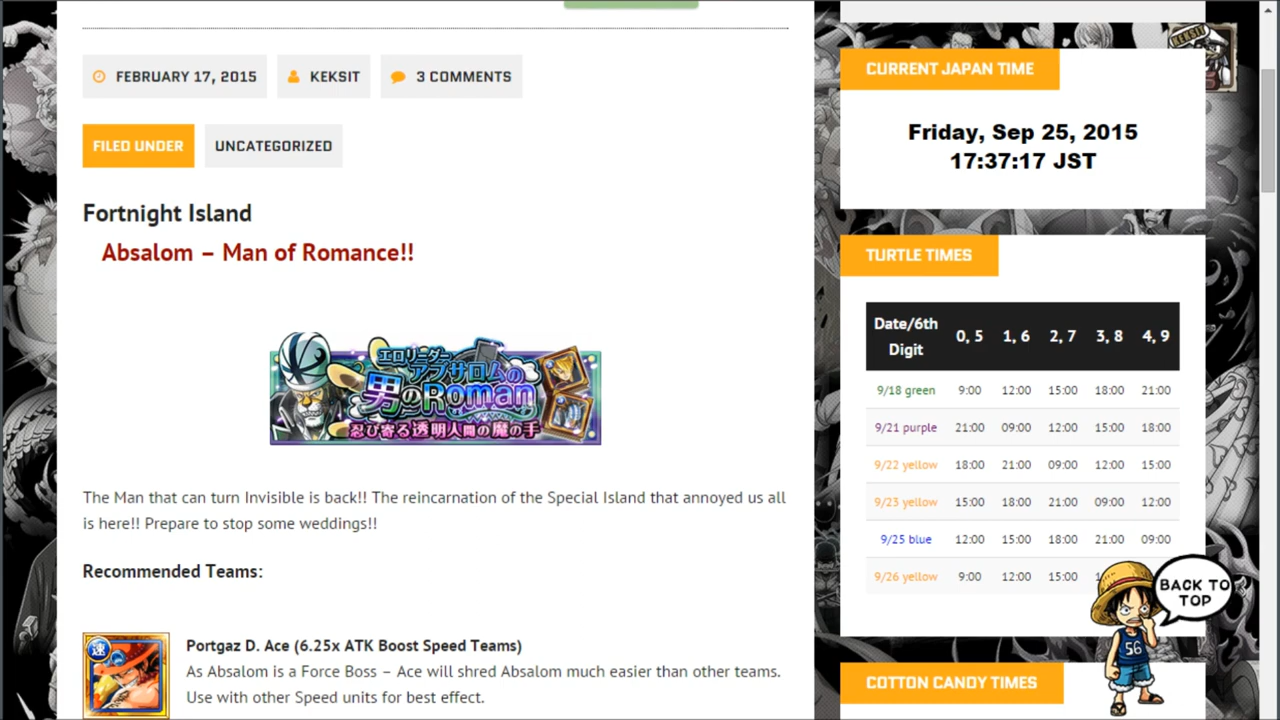 FEBRUARY 17, 2015
KEKSIT
3 COMMENTS
FILED UNDER
UNCATEGORIZED
Fortnight Island
Absalom – Man of Romance!!
エロリーダー
アブサロムの
男のRoman
忍び寄る透明人間の魔の手
The Man that can turn Invisible is back!! The reincarnation of the Special Island that annoyed us all
is here!! Prepare to stop some weddings!!
Recommended Teams:
速
Portgaz D. Ace (6.25x ATK Boost Speed Teams)
As Absalom is a Force Boss – Ace will shred Absalom much easier than other teams.
Use with other Speed units for best effect.
KEKSIT
CURRENT JAPAN TIME
Friday, Sep 25, 2015
17:37:17 JST
TURTLE TIMES
Date/6th Digit 0, 5 1, 6 2, 7 3, 8 4, 9
9/18 green 9:00 12:00 15:00 18:00 21:00
9/21 purple 21:00 09:00 12:00 15:00 18:00
9/22 yellow 18:00 21:00 09:00 12:00 15:00
9/23 yellow 15:00 18:00 21:00 09:00 12:00
9/25 blue 12:00 15:00 18:00 21:00 09:00
9/26 yellow 9:00 12:00 15:00
BACK TO
TOP
56
COTTON CANDY TIMES